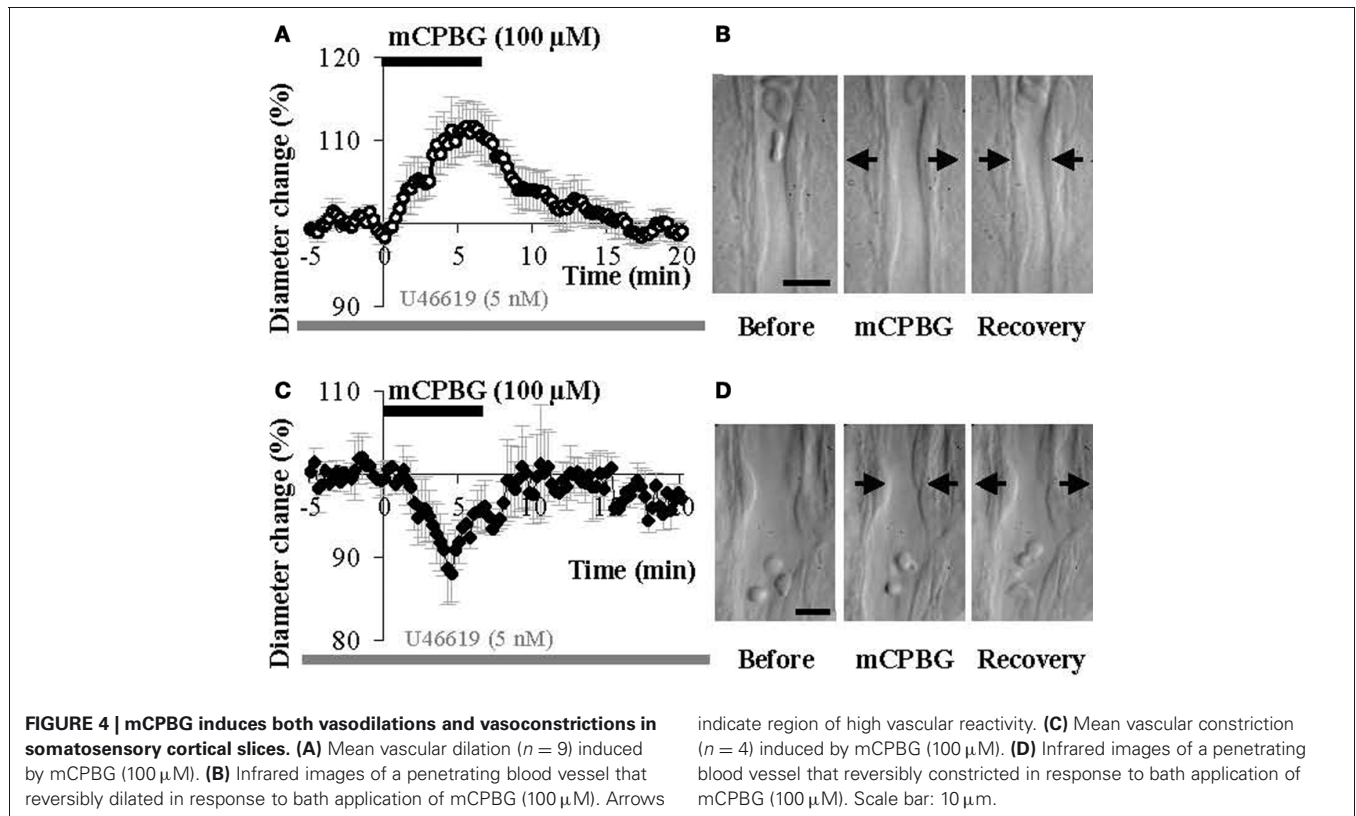 A
mCPBG (100 µM)
120
110
90
Diameter change (%)
-5
0
5
10
15
20
Time (min)
U46619 (5 nM)
B
Before
mCPBG
Recovery
C
mCPBG (100 µM)
110
90
80
Diameter change (%)
-5
0
5
10
Time (min)
U46619 (5 nM)
D
Before
mCPBG
Recovery
FIGURE 4 | mCPBG induces both vasodilations and vasoconstrictions in
somatosensory cortical slices. (A) Mean vascular dilation (n = 9) induced
by mCPBG (100 µM). (B) Infrared images of a penetrating blood vessel that
reversibly dilated in response to bath application of mCPBG (100 µM). Arrows
indicate region of high vascular reactivity. (C) Mean vascular constriction
(n = 4) induced by mCPBG (100 µM). (D) Infrared images of a penetrating
blood vessel that reversibly constricted in response to bath application of
mCPBG (100 µM). Scale bar: 10 µm.